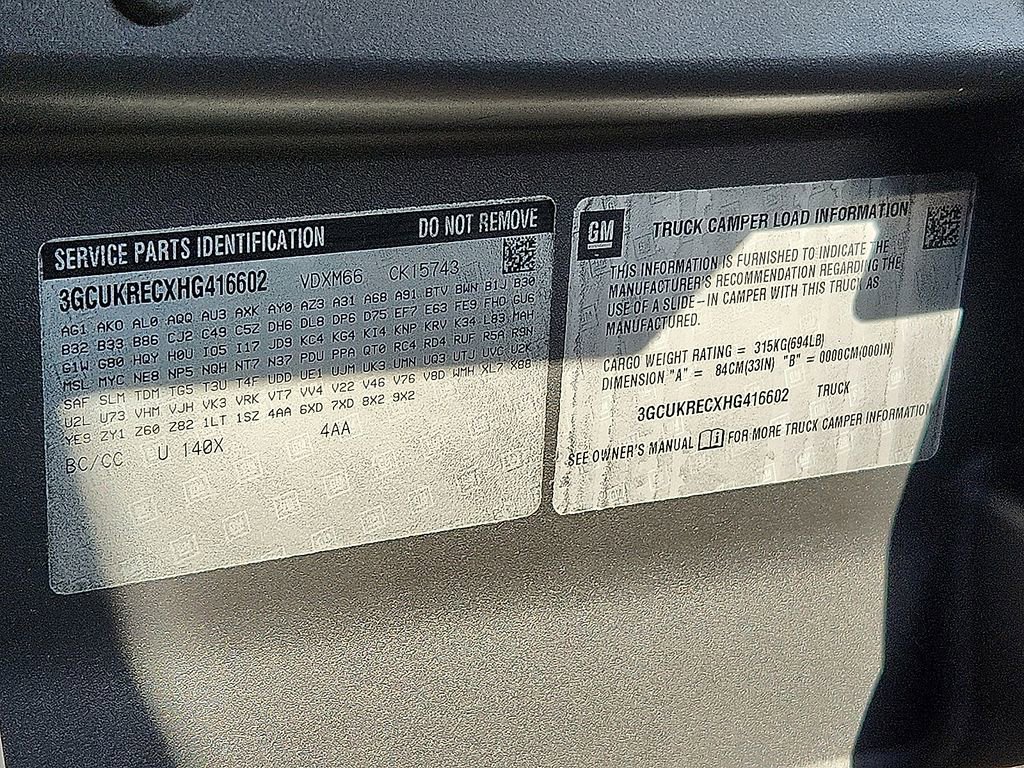 SERVICE PARTS IDENTIFICATION DO NOT REMOVE
3GCUKRECXHG416602 VDXM66 CK15743
AG1 AKO AL0 AQQ AU3 AXK AY0 AZ3 A31 A68 A91 BTV BWN B1J B30
B32 B33 B86 CJ2 C49 C5Z DH6 DL8 DP6 D75 EF7 E63 FE9 FHO GU6
G1W G80 HQY H0U IO5 I17 JD9 KC4 KG4 KI4 KNP KRV K34 L83 MAH
MSL MYC NE8 NP5 NQH NT7 N37 PDU PPA QT0 RC4 RD4 RUF R5A R9N
SAF SLM TDM TG5 T3U T4F UDD UE1 UJM UK3 UMN UQ3 UTJ UVC U2K
U2L U73 VHM VJH VK3 VRK VT7 VV4 V22 V46 V76 V8D WMH XL7 X88
YE9 ZY1 Z60 Z82 1LT 1SZ 4AA 6XD 7XD 8X2 9X2
BC/CC U 140X 4AA
GM TRUCK CAMPER LOAD INFORMATION
THIS INFORMATION IS FURNISHED TO INDICATE THE
MANUFACTURER'S RECOMMENDATION REGARDING THE
USE OF A SLIDE-IN CAMPER WITH THIS TRUCK AS
MANUFACTURED.
CARGO WEIGHT RATING = 315KG(694LB)
DIMENSION "A" = 84CM(33IN) "B" = 0000CM(000IN)
3GCUKRECXHG416602 TRUCK
SEE OWNER'S MANUAL FOR MORE TRUCK CAMPER INFORMATION